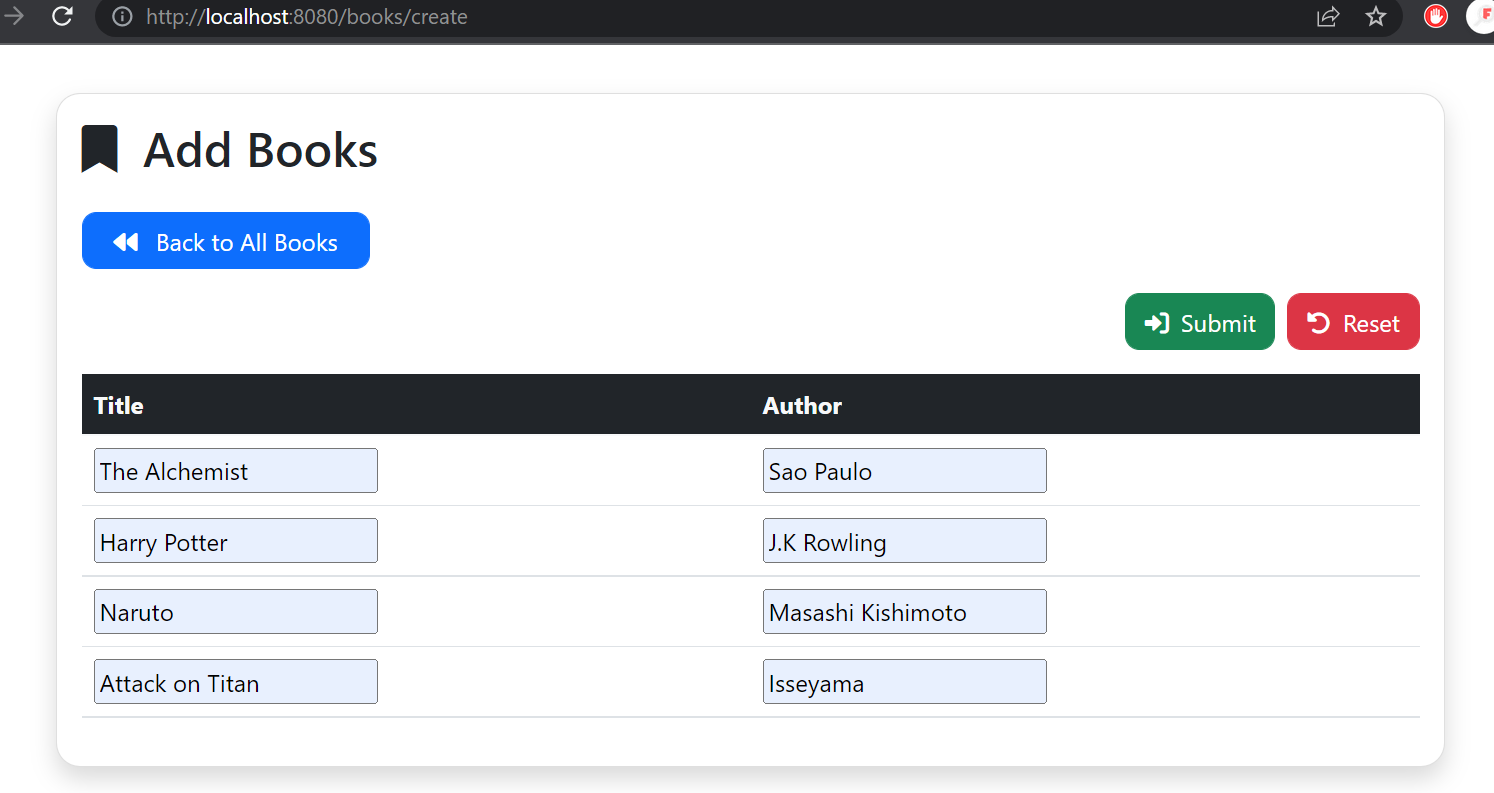 http://localhost:8080/books/create
Add Books
Back to All Books
Submit Reset
Title Author
The Alchemist Sao Paulo
Harry Potter J.K Rowling
Naruto Masashi Kishimoto
Attack on Titan Isseyama